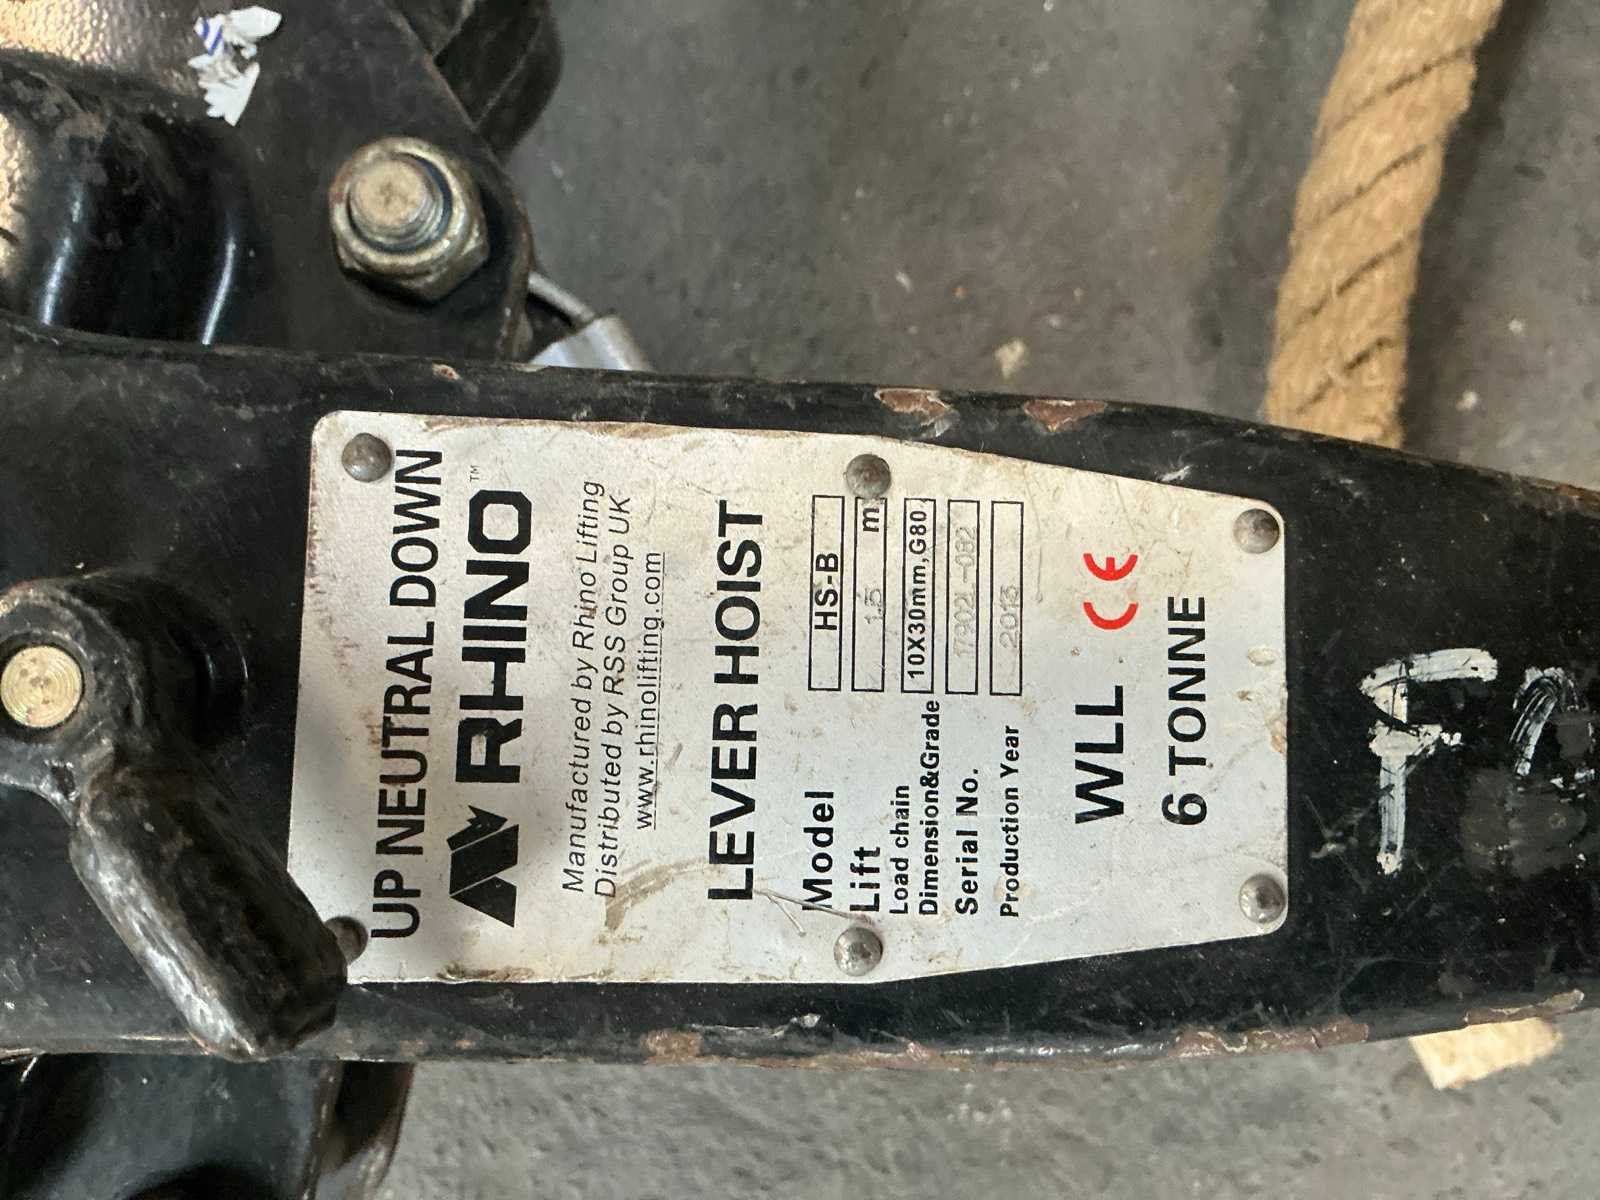 UP NEUTRAL DOWN
RHINO™
Manufactured by Rhino Lifting
Distributed by RSS Group UK
www.rhinolifting.com
LEVER HOIST
Model HS-B
Lift 1.5 m
Load chain
Dimension&Grade 10X30mm,G80
Serial No. 17902L-082
Production Year 2013
WLL CE
6 TONNE